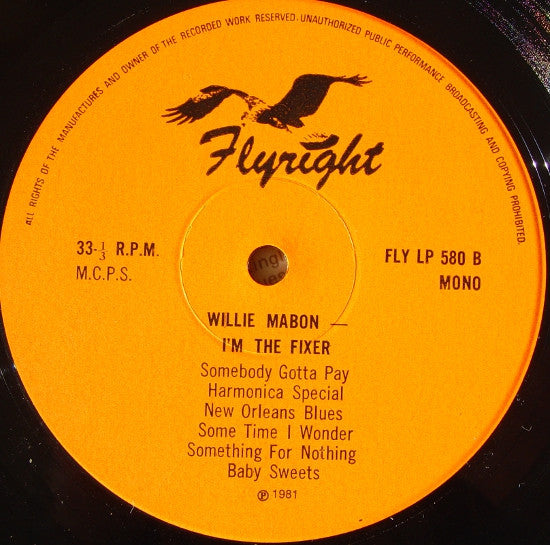 ALL RIGHTS OF THE MANUFACTURES AND OWNER OF THE RECORDED WORK RESERVED. UNAUTHORIZED PUBLIC PERFORMANCE BROADCASTING AND COPYING PROHIBITED.
Flyright
33-1/3 R.P.M.
M.C.P.S.
FLY LP 580 B
MONO
WILLIE MABON —
I'M THE FIXER
Somebody Gotta Pay
Harmonica Special
New Orleans Blues
Some Time I Wonder
Something For Nothing
Baby Sweets
℗ 1981